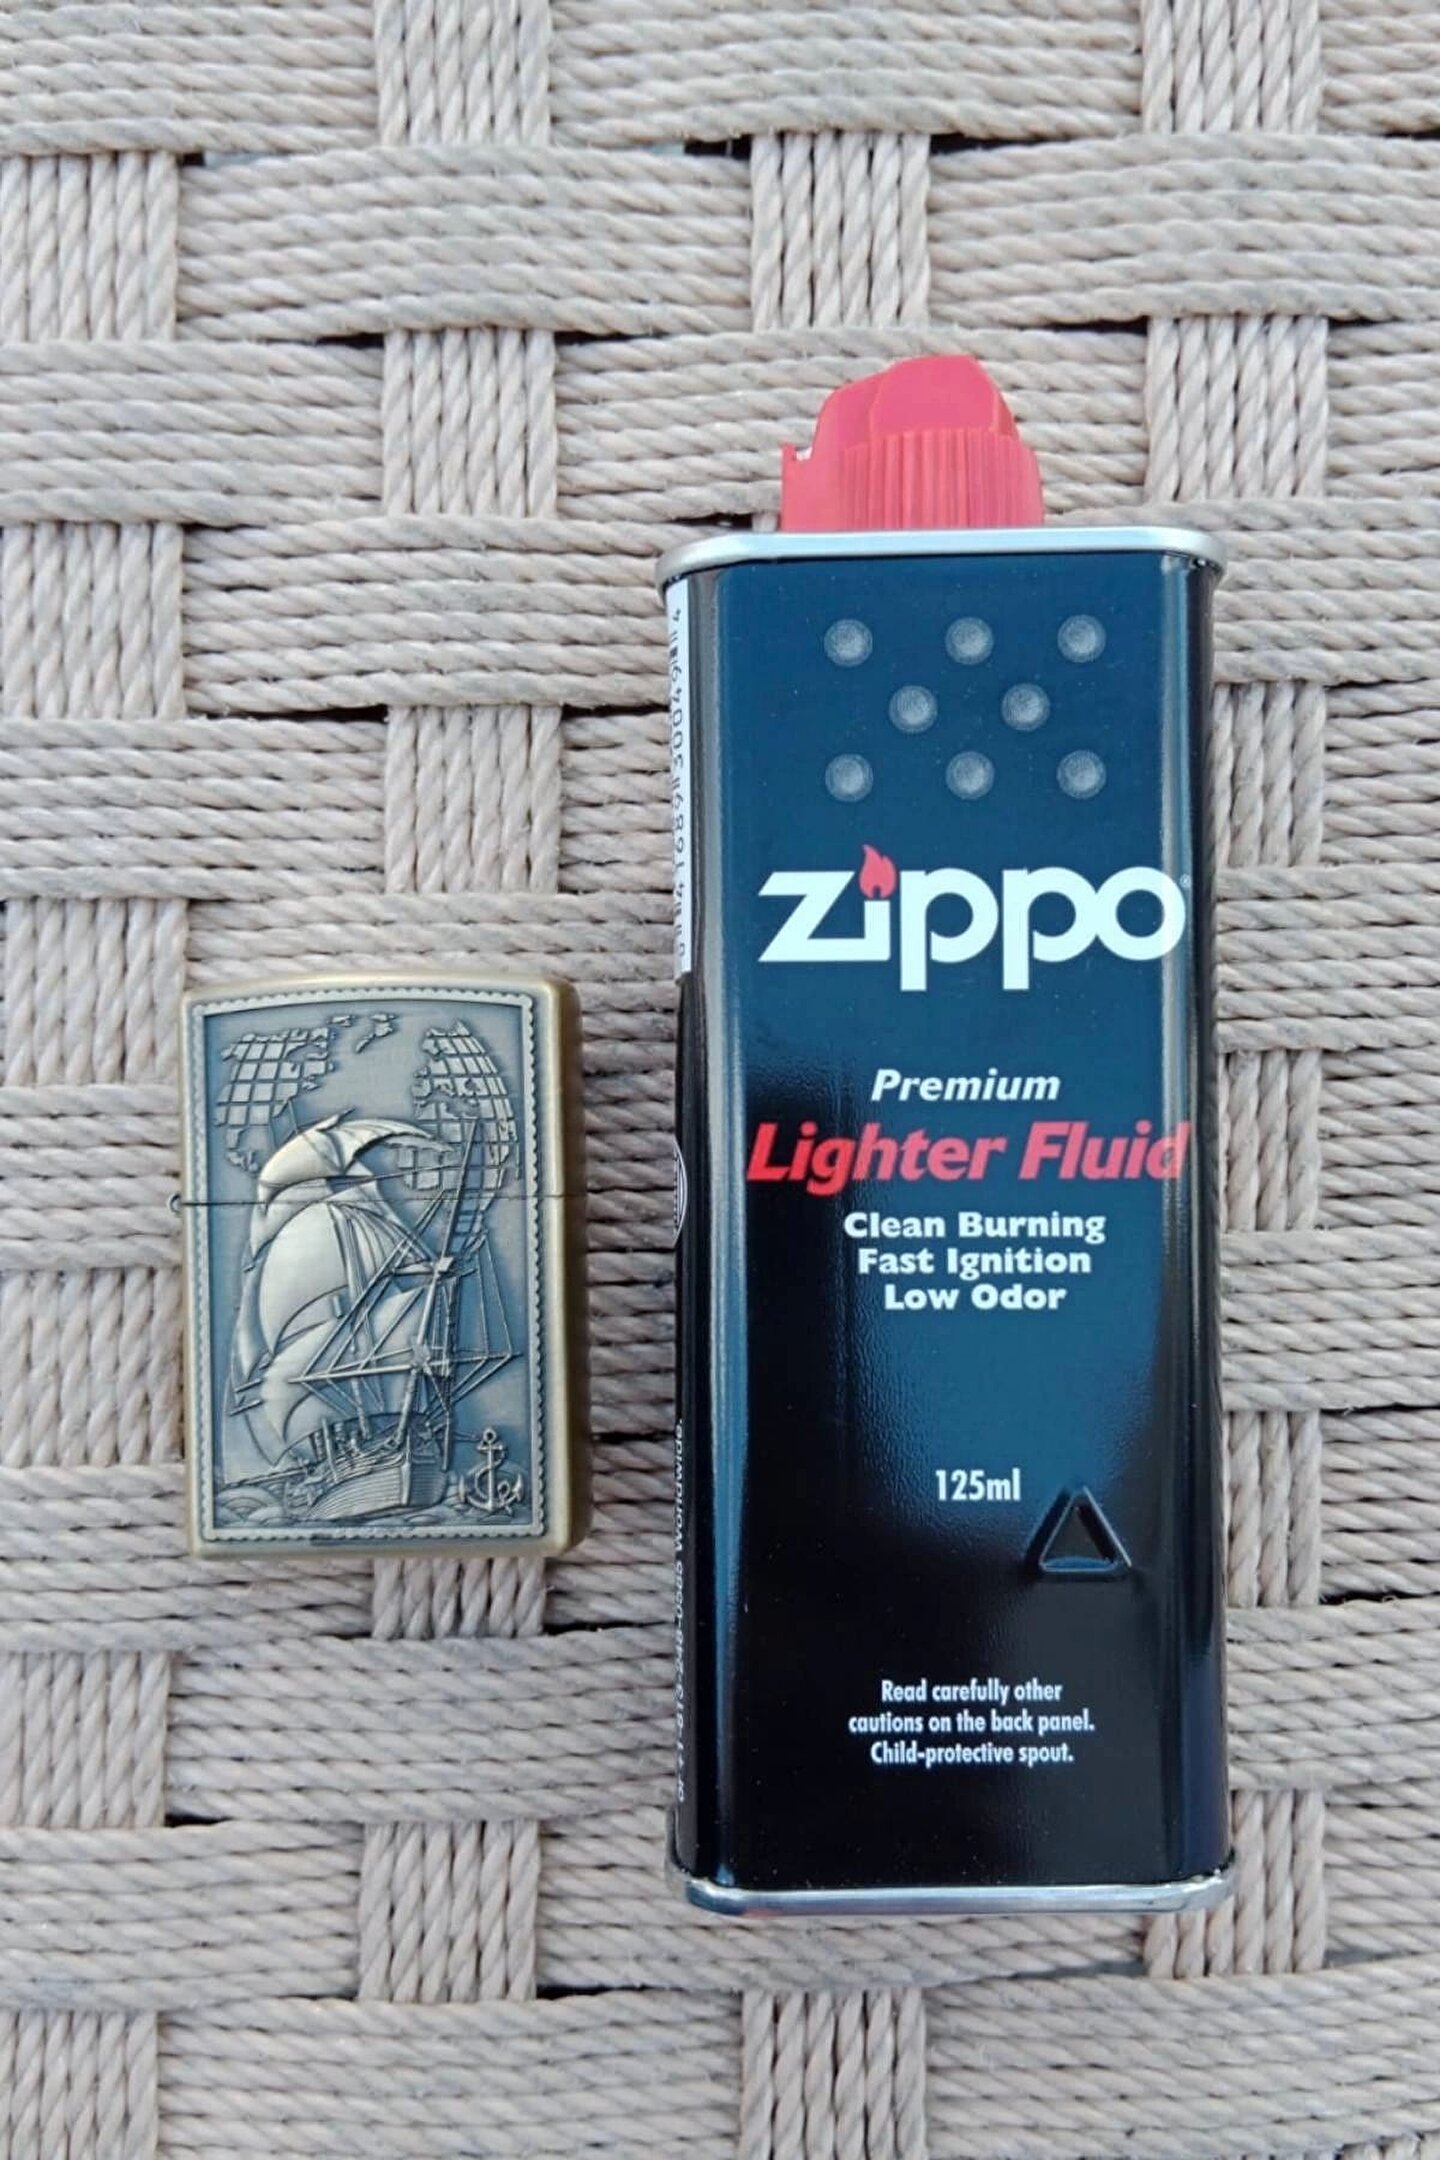 zippo
Premium
Lighter Fluid
Clean Burning
Fast Ignition
Low Odor
125ml
Read carefully other
cautions on the back panel.
Child-protective spout.
Worldwide.